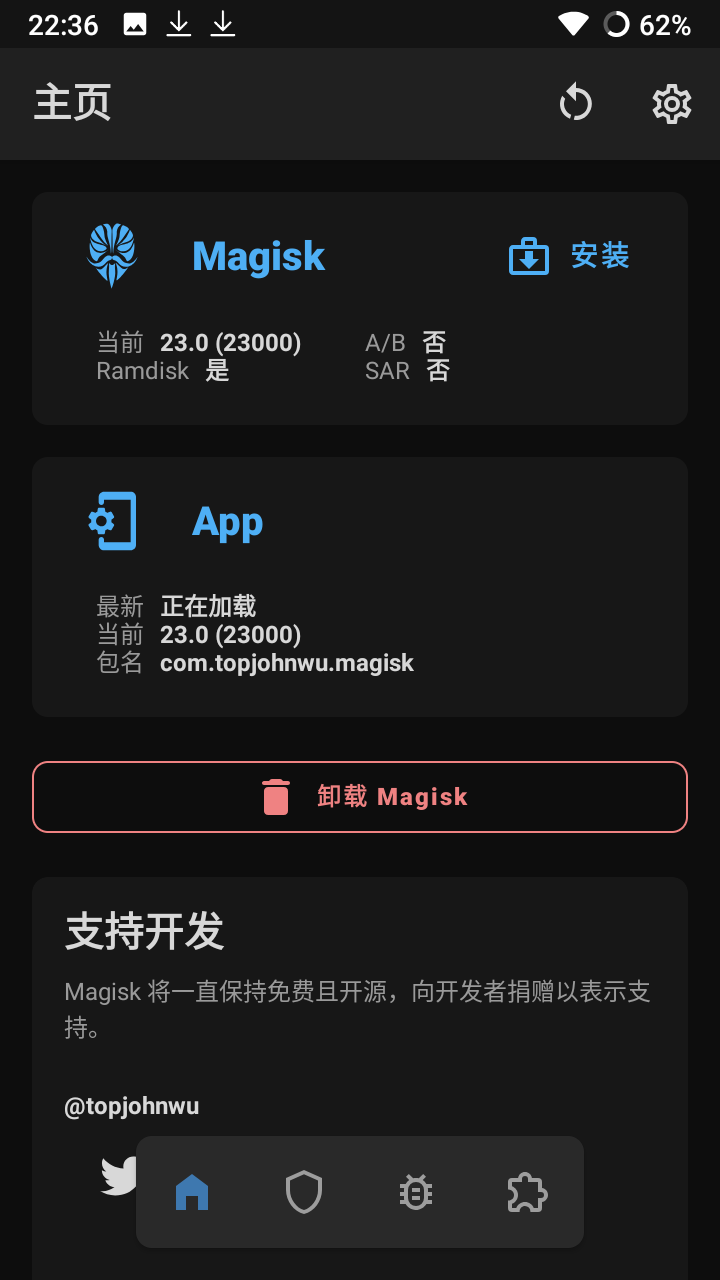 22:36 62%
主页
Magisk 安装
当前 23.0 (23000) A/B 否
Ramdisk 是 SAR 否
App
最新 正在加载
当前 23.0 (23000)
包名 com.topjohnwu.magisk
卸载 Magisk
支持开发
Magisk 将一直保持免费且开源，向开发者捐赠以表示支
持。
@topjohnwu